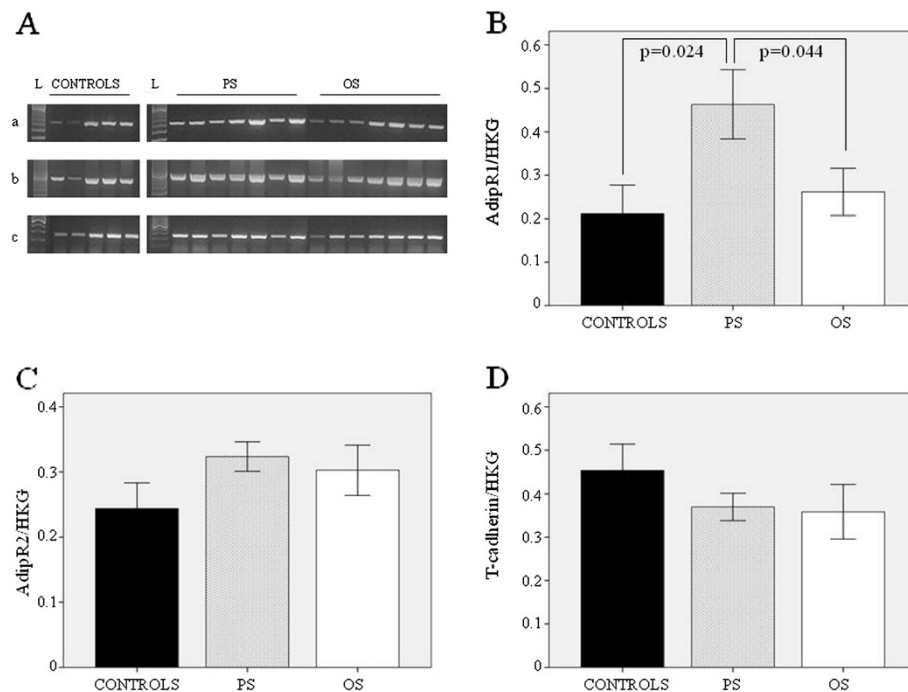 A
L CONTROLS L PS OS
a
b
c
B
0.6
0.5
0.4
0.3
0.2
0.1
0
AdipR1/HKG
p=0.024 p=0.044
CONTROLS PS OS
C
0.4
0.3
0.2
0.1
0
AdipR2/HKG
CONTROLS PS OS
D
0.6
0.5
0.4
0.3
0.2
0.1
0
T-cadherin/HKG
CONTROLS PS OS